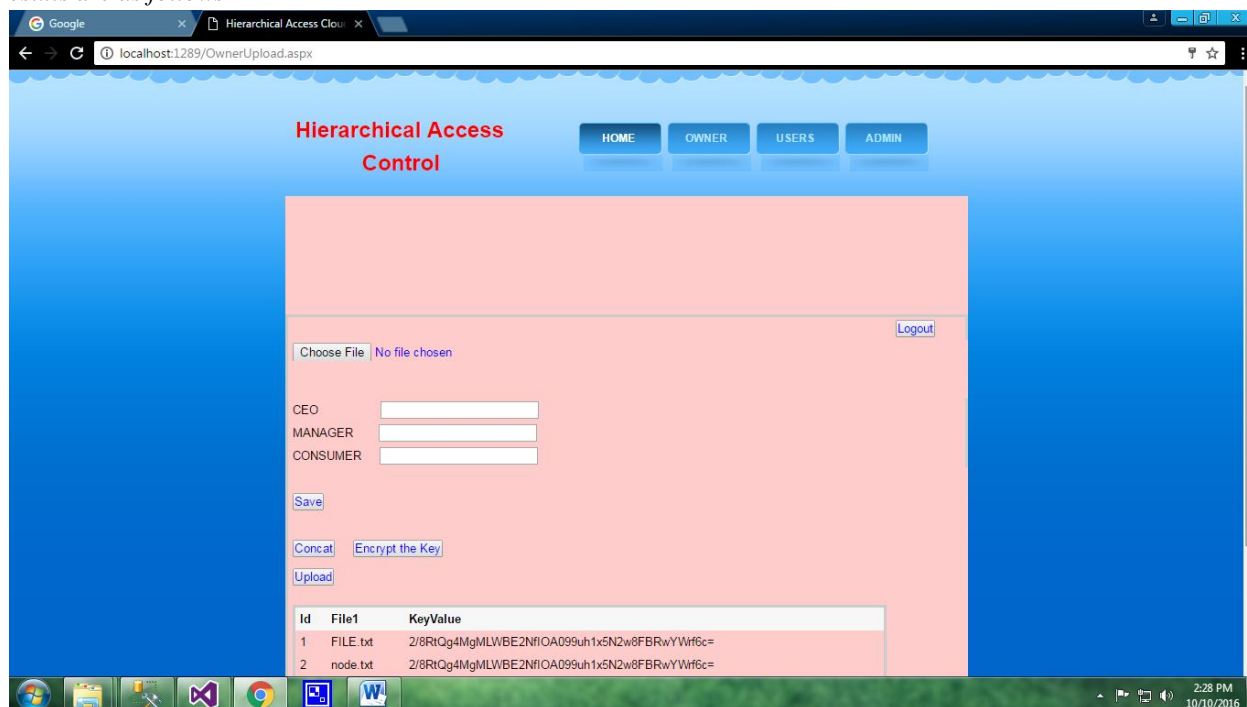 Google
Hierarchical Access Clou
localhost:1289/OwnerUpload.aspx
Hierarchical Access
Control
HOME OWNER USERS ADMIN
Logout
Choose File No file chosen
CEO
MANAGER
CONSUMER
Save
Concat Encrypt the Key
Upload
Id File1 KeyValue
1 FILE.txt 2/8RtQg4MgMLWBE2NfIOA099uh1x5N2w8FBRwYWrf6c=
2 node.txt 2/8RtQg4MgMLWBE2NfIOA099uh1x5N2w8FBRwYWrf6c=
2:28 PM
10/10/2016